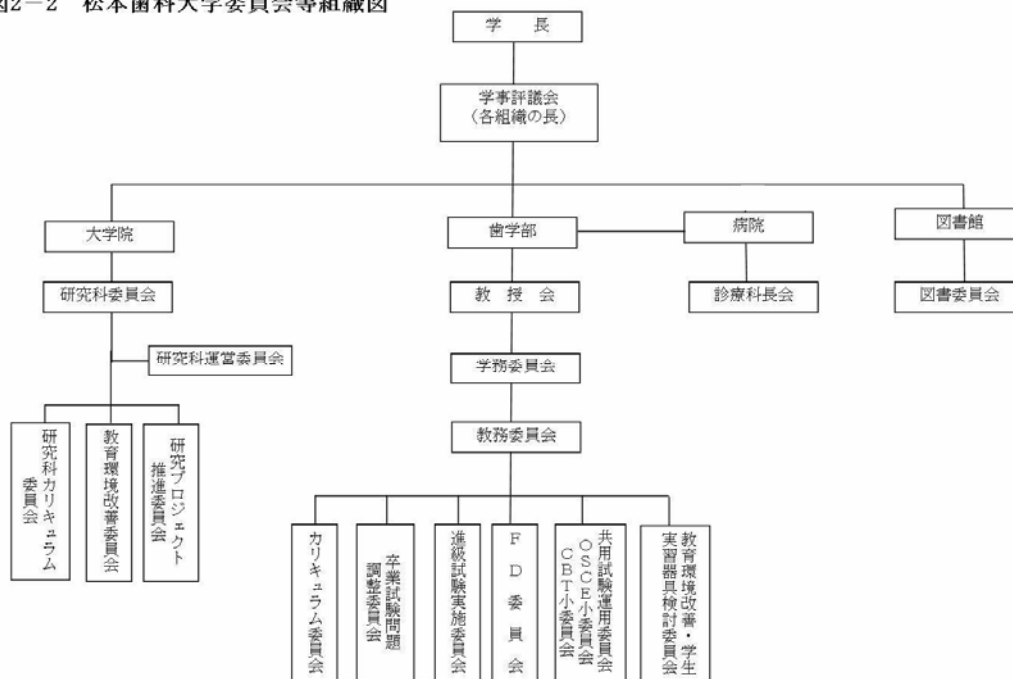 図2－2　松本歯科大学委員会等組織図
学　長
学事評議会
（各組織の長）
大学院
歯学部
病院
図書館
研究科委員会
教　授　会
診療科長会
図書委員会
研究科運営委員会
学務委員会
教務委員会
研究科カリキュラム
委員会
教育環境改善委員会
研究プロジェクト
推進委員会
カリキュラム委員会
卒業試験問題
調整委員会
進級試験実施委員会
ＦＤ委員会
共用試験運用委員会
ＯＳＣＥ小委員会
ＣＢＴ小委員会
教育環境改善・学生
実習器具検討委員会